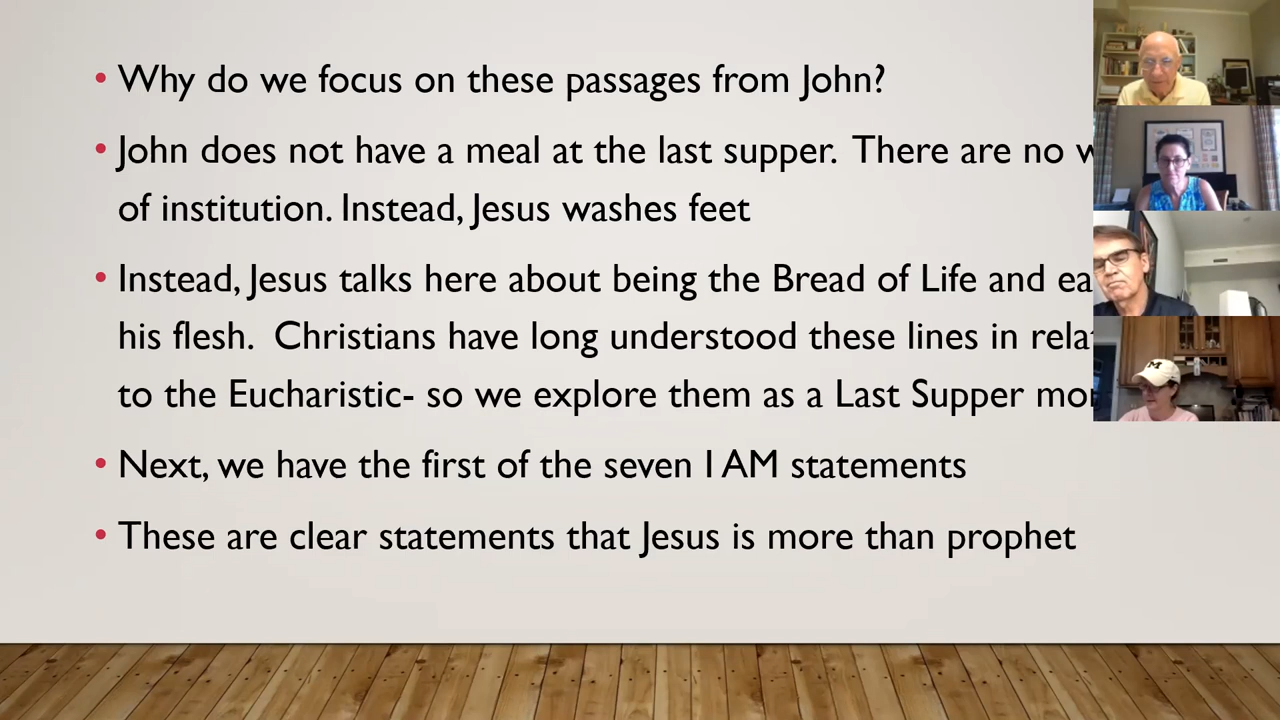 • Why do we focus on these passages from John?
• John does not have a meal at the last supper. There are no
of institution. Instead, Jesus washes feet
• Instead, Jesus talks here about being the Bread of Life and
his flesh. Christians have long understood these lines in
to the Eucharistic- so we explore them as a Last Supper
• Next, we have the first of the seven I AM statements
• These are clear statements that Jesus is more than prophet
M